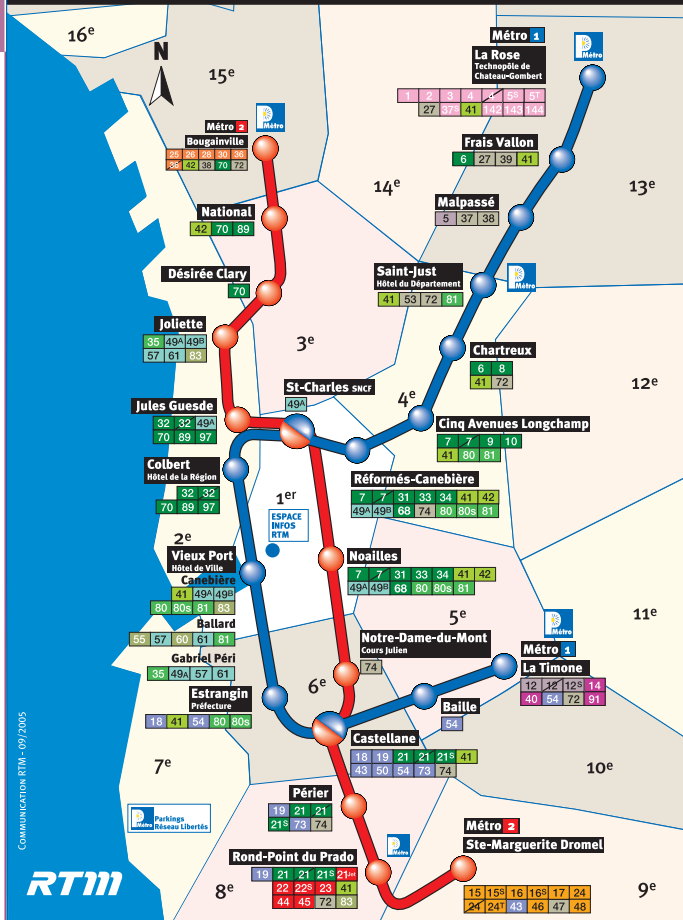 16e
N
15e
Métro 1
La Rose
Technopôle de
Chateau-Gombert
Métro
1 2 3 4 4 5S 5T
27 37S 41 142 143 144
Métro
Métro 2
Bougainville
25 26 28 30 36
36 42 38 70 72
Frais Vallon
6 27 39 41
14e
13e
Malpassé
5 37 38
National
42 70 89
Saint-Just
Hôtel du Département
41 53 72 81
Métro
Désirée Clary
70
Joliette
35 49A 49B
57 61 83
3e
Chartreux
6 8
41 72
12e
St-Charles SNCF
49A
4e
Jules Guesde
32 32 49A
70 89 97
Cinq Avenues Longchamp
7 7 9 10
41 80 81
Colbert
Hôtel de la Région
32 32
70 89 97
Réformés-Canebière
7 7 31 33 34 41 42
49A 49B 68 74 80 80s 81
1er
ESPACE
INFOS
RTM
2e
Vieux Port
Hôtel de Ville
Canebière
41 49A 49B
80 80s 81 83
Noailles
7 7 31 33 34 41 42
49A 49B 68 80 80s 81
5e
11e
Ballard
55 57 60 61 81
Notre-Dame-du-Mont
Cours Julien
74
Métro
Métro 1
La Timone
12 12 12S 14
40 54 72 91
Gabriel Péri
35 49A 57 61
6e
Estrangin
Préfecture
18 41 54 80 80s
Baille
54
Castellane
18 19 21 21 21S 41
43 50 54 73 74
7e
10e
Périer
19 21 21
21S 73 74
Métro
Parkings
Réseau Libertés
Métro
Métro 2
Ste-Marguerite Dromel
15 15S 16 16S 17 24
24 24T 43 46 47 48
Rond-Point du Prado
19 21 21 21S 21Jet
22 22S 23 41
44 45 72 83
8e
9e
COMMUNICATION RTM - 09/2005
RTM